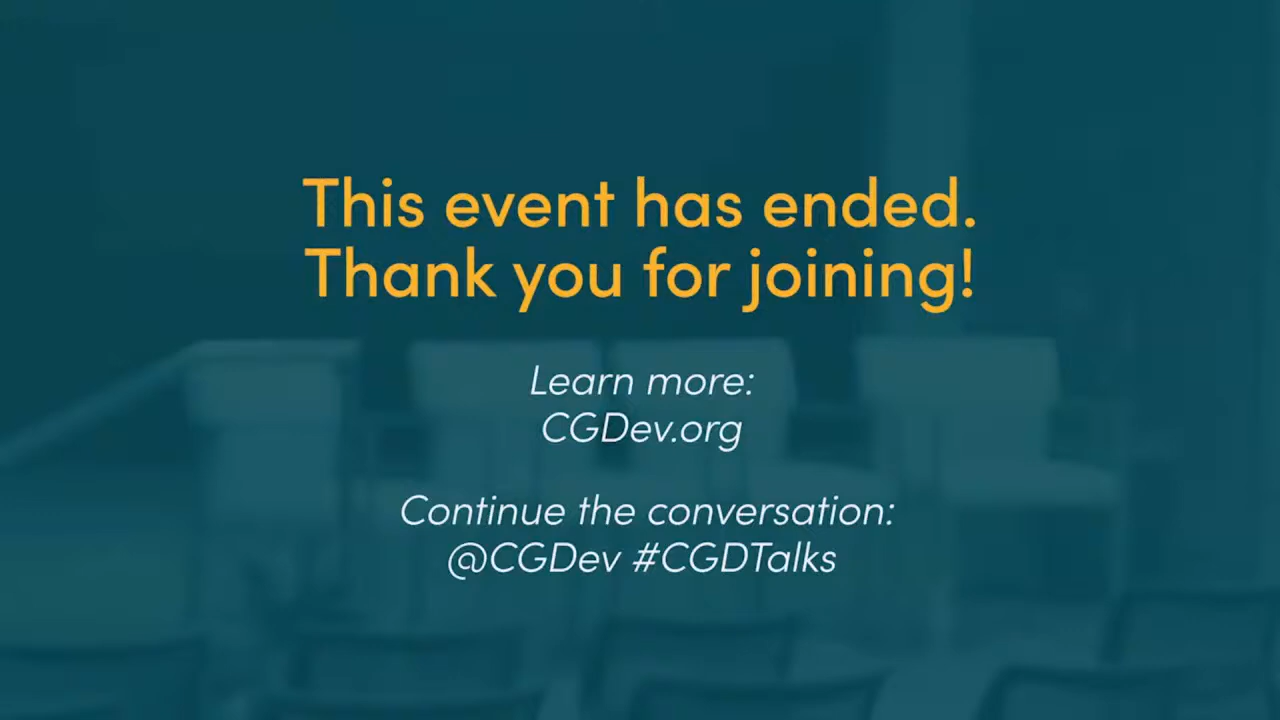 This event has ended.
Thank you for joining!
Learn more:
CGDev.org
Continue the conversation:
@CGDev #CGDTalks